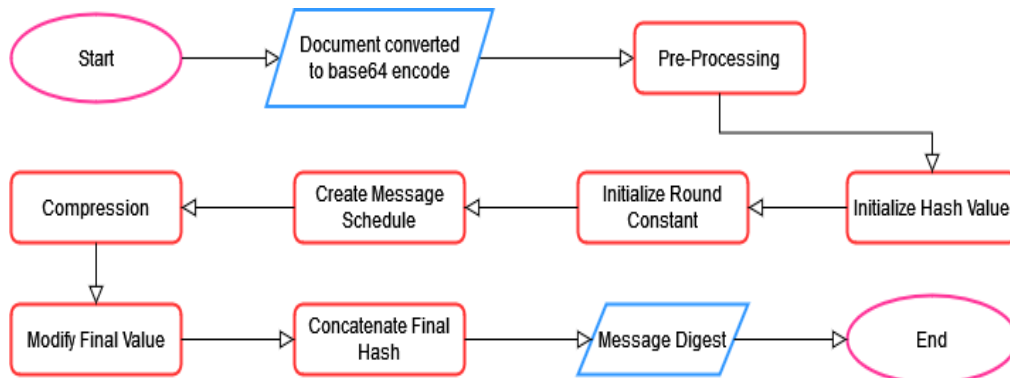 Start
Document converted
to base64 encode
Pre-Processing
Initialize Hash Value
Initialize Round
Constant
Create Message
Schedule
Compression
Modify Final Value
Concatenate Final
Hash
Message Digest
End